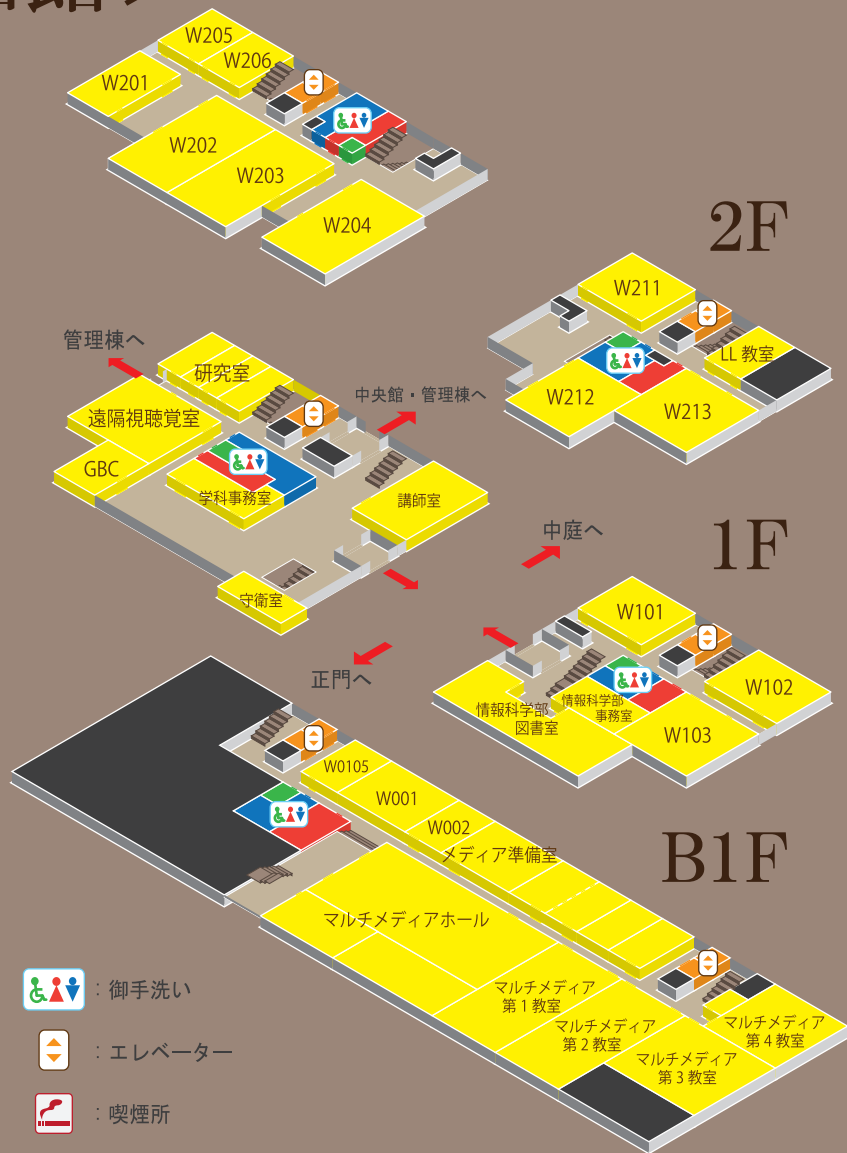 W205
W206
W201
W202
W203
W204
2F
W211
LL 教室
W212
W213
管理棟へ
研究室
中央館・管理棟へ
遠隔視聴覚室
GBC
学科事務室
講師室
守衛室
1F
中庭へ
正門へ
W101
W102
情報科学部
図書室
情報科学部
事務室
W103
B1F
W0105
W001
W002
メディア準備室
マルチメディアホール
マルチメディア
第1教室
マルチメディア
第2教室
マルチメディア
第3教室
マルチメディア
第4教室
: 御手洗い
: エレベーター
: 喫煙所